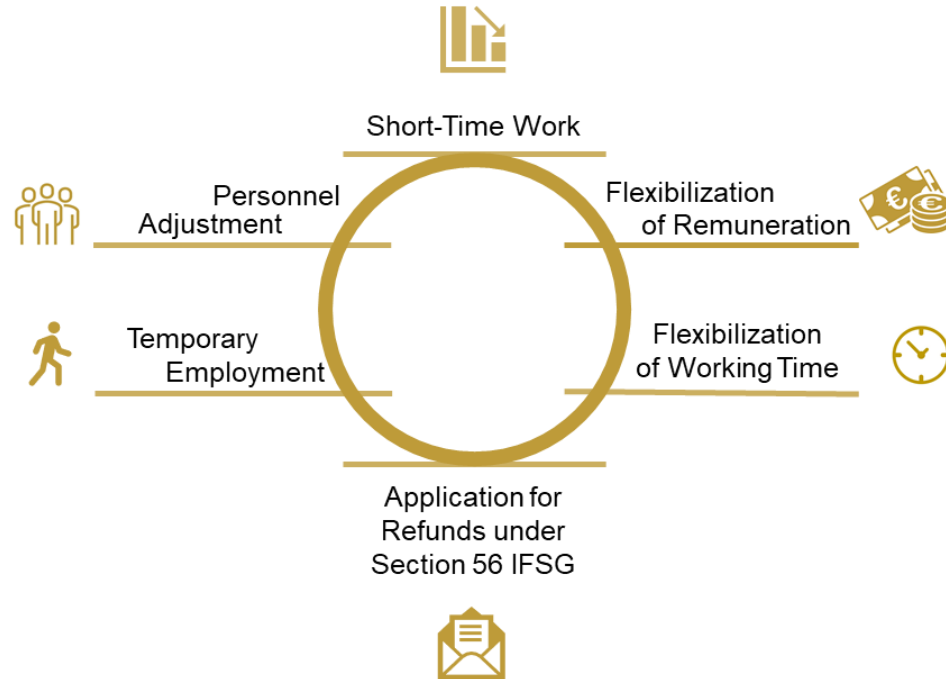 Short-Time Work
Personnel
Adjustment
Flexibilization
of Remuneration
Temporary
Employment
Flexibilization
of Working Time
Application for
Refunds under
Section 56 IFSG